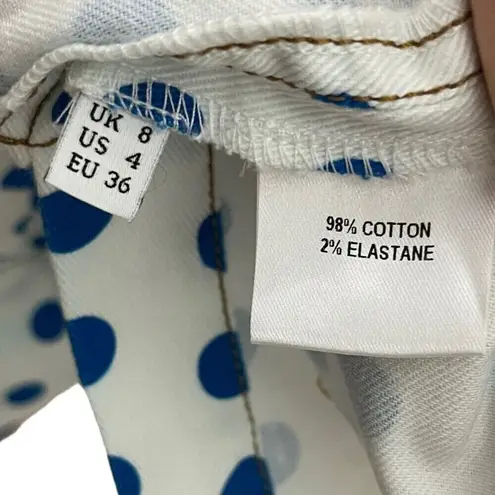 UK 8
US 4
EU 36
98% COTTON
2% ELASTANE